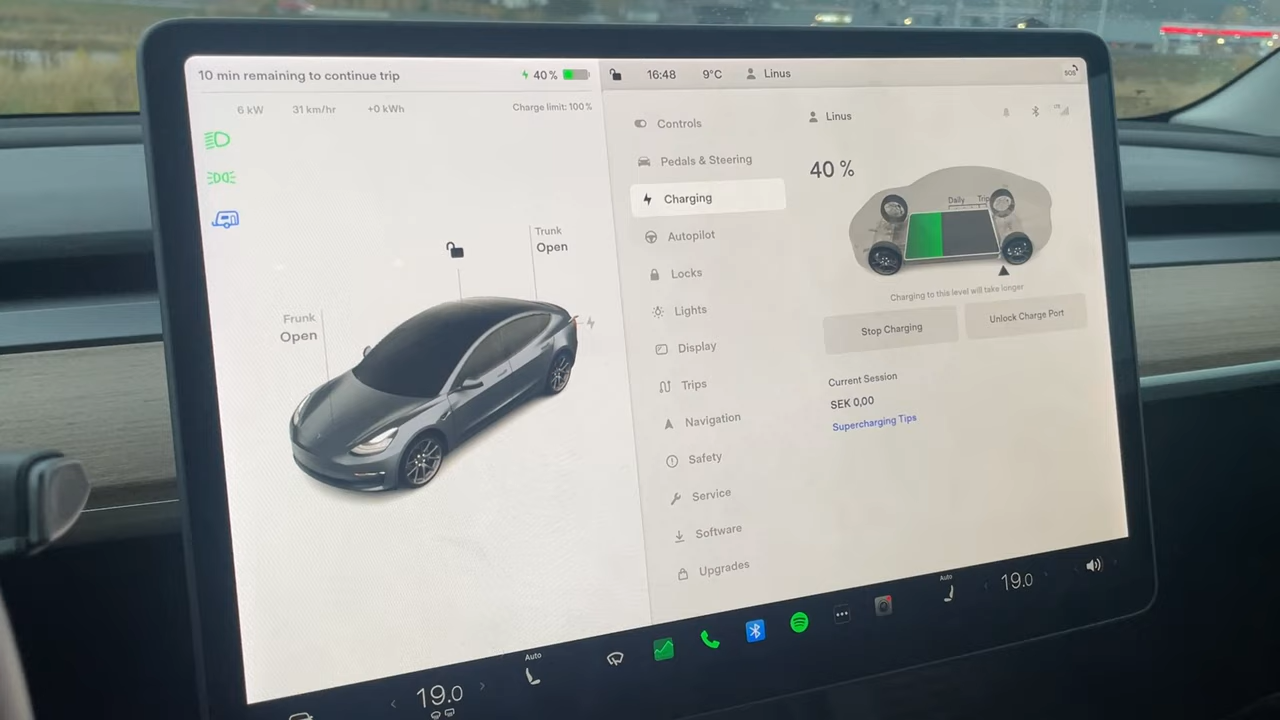 10 min remaining to continue trip
40 %
6 kW
31 km/hr
+0 kWh
Charge limit: 100 %
Trunk
Open
Frunk
Open
16:48
9°C
Linus
SOS
Controls
Pedals & Steering
Charging
Autopilot
Locks
Lights
Display
Trips
Navigation
Safety
Service
Software
Upgrades
Linus
LTE
40 %
Daily
Trip
Charging to this level will take longer
Stop Charging
Unlock Charge Port
Current Session
SEK 0,00
Supercharging Tips
19.0
Auto
Auto
19.0